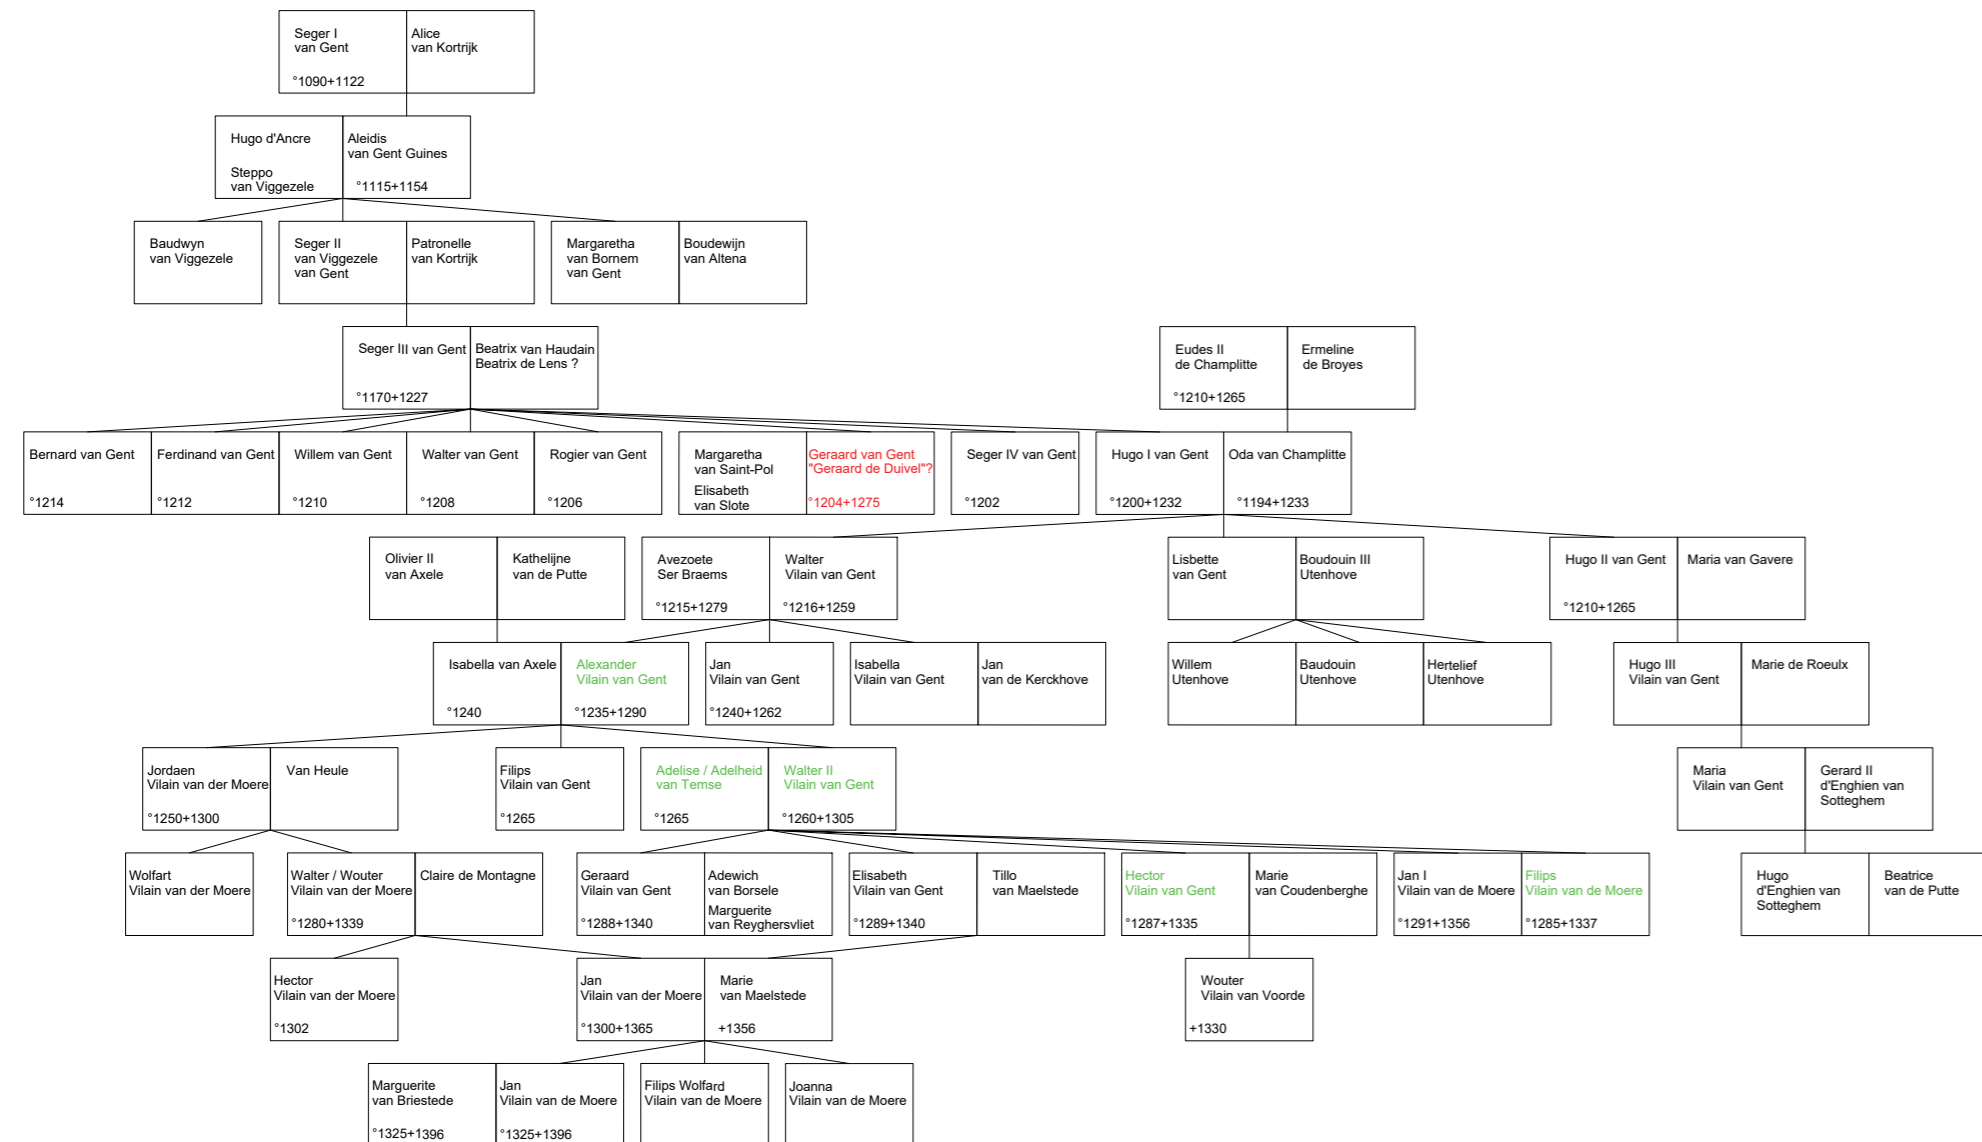 Seger I
van Gent
°1090+1122
Alice
van Kortrijk
Hugo d'Ancre
Steppo
van Viggezele
Aleidis
van Gent Guines
°1115+1154
Baudwyn
van Viggezele
Seger II
van Viggezele
van Gent
Patronelle
van Kortrijk
Margaretha
van Bornem
van Gent
Boudewijn
van Altena
Seger III van Gent
°1170+1227
Beatrix van Haudain
Beatrix de Lens ?
Eudes II
de Champlitte
°1210+1265
Ermeline
de Broyes
Bernard van Gent
°1214
Ferdinand van Gent
°1212
Willem van Gent
°1210
Walter van Gent
°1208
Rogier van Gent
°1206
Margaretha
van Saint-Pol
Elisabeth
van Slote
Geraard van Gent
"Geraard de Duivel"?
°1204+1275
Seger IV van Gent
°1202
Hugo I van Gent
°1200+1232
Oda van Champlitte
°1194+1233
Olivier II
van Axele
Kathelijne
van de Putte
Avezoete
Ser Braems
°1215+1279
Walter
Vilain van Gent
°1216+1259
Lisbette
van Gent
Boudouin III
Utenhove
Hugo II van Gent
°1210+1265
Maria van Gavere
Isabella van Axele
°1240
Alexander
Vilain van Gent
°1235+1290
Jan
Vilain van Gent
°1240+1262
Isabella
Vilain van Gent
Jan
van de Kerckhove
Willem
Utenhove
Baudouin
Utenhove
Hertelief
Utenhove
Hugo III
Vilain van Gent
Marie de Roeulx
Jordaen
Vilain van der Moere
°1250+1300
Van Heule
Filips
Vilain van Gent
°1265
Adelise / Adelheid
van Temse
°1265
Walter II
Vilain van Gent
°1260+1305
Maria
Vilain van Gent
Gerard II
d'Enghien van
Sotteghem
Wolfart
Vilain van der Moere
Walter / Wouter
Vilain van der Moere
°1280+1339
Claire de Montagne
Geraard
Vilain van Gent
°1288+1340
Adewich
van Borsele
Marguerite
van Reyghersvliet
Elisabeth
Vilain van Gent
°1289+1340
Tillo
van Maelstede
Hector
Vilain van Gent
°1287+1335
Marie
van Coudenberghe
Jan I
Vilain van de Moere
°1291+1356
Filips
Vilain van de Moere
°1285+1337
Hugo
d'Enghien van
Sotteghem
Beatrice
van de Putte
Hector
Vilain van der Moere
°1302
Jan
Vilain van der Moere
°1300+1365
Marie
van Maelstede
+1356
Wouter
Vilain van Voorde
+1330
Marguerite
van Briestede
°1325+1396
Jan
Vilain van de Moere
°1325+1396
Filips Wolfard
Vilain van de Moere
Joanna
Vilain van de Moere